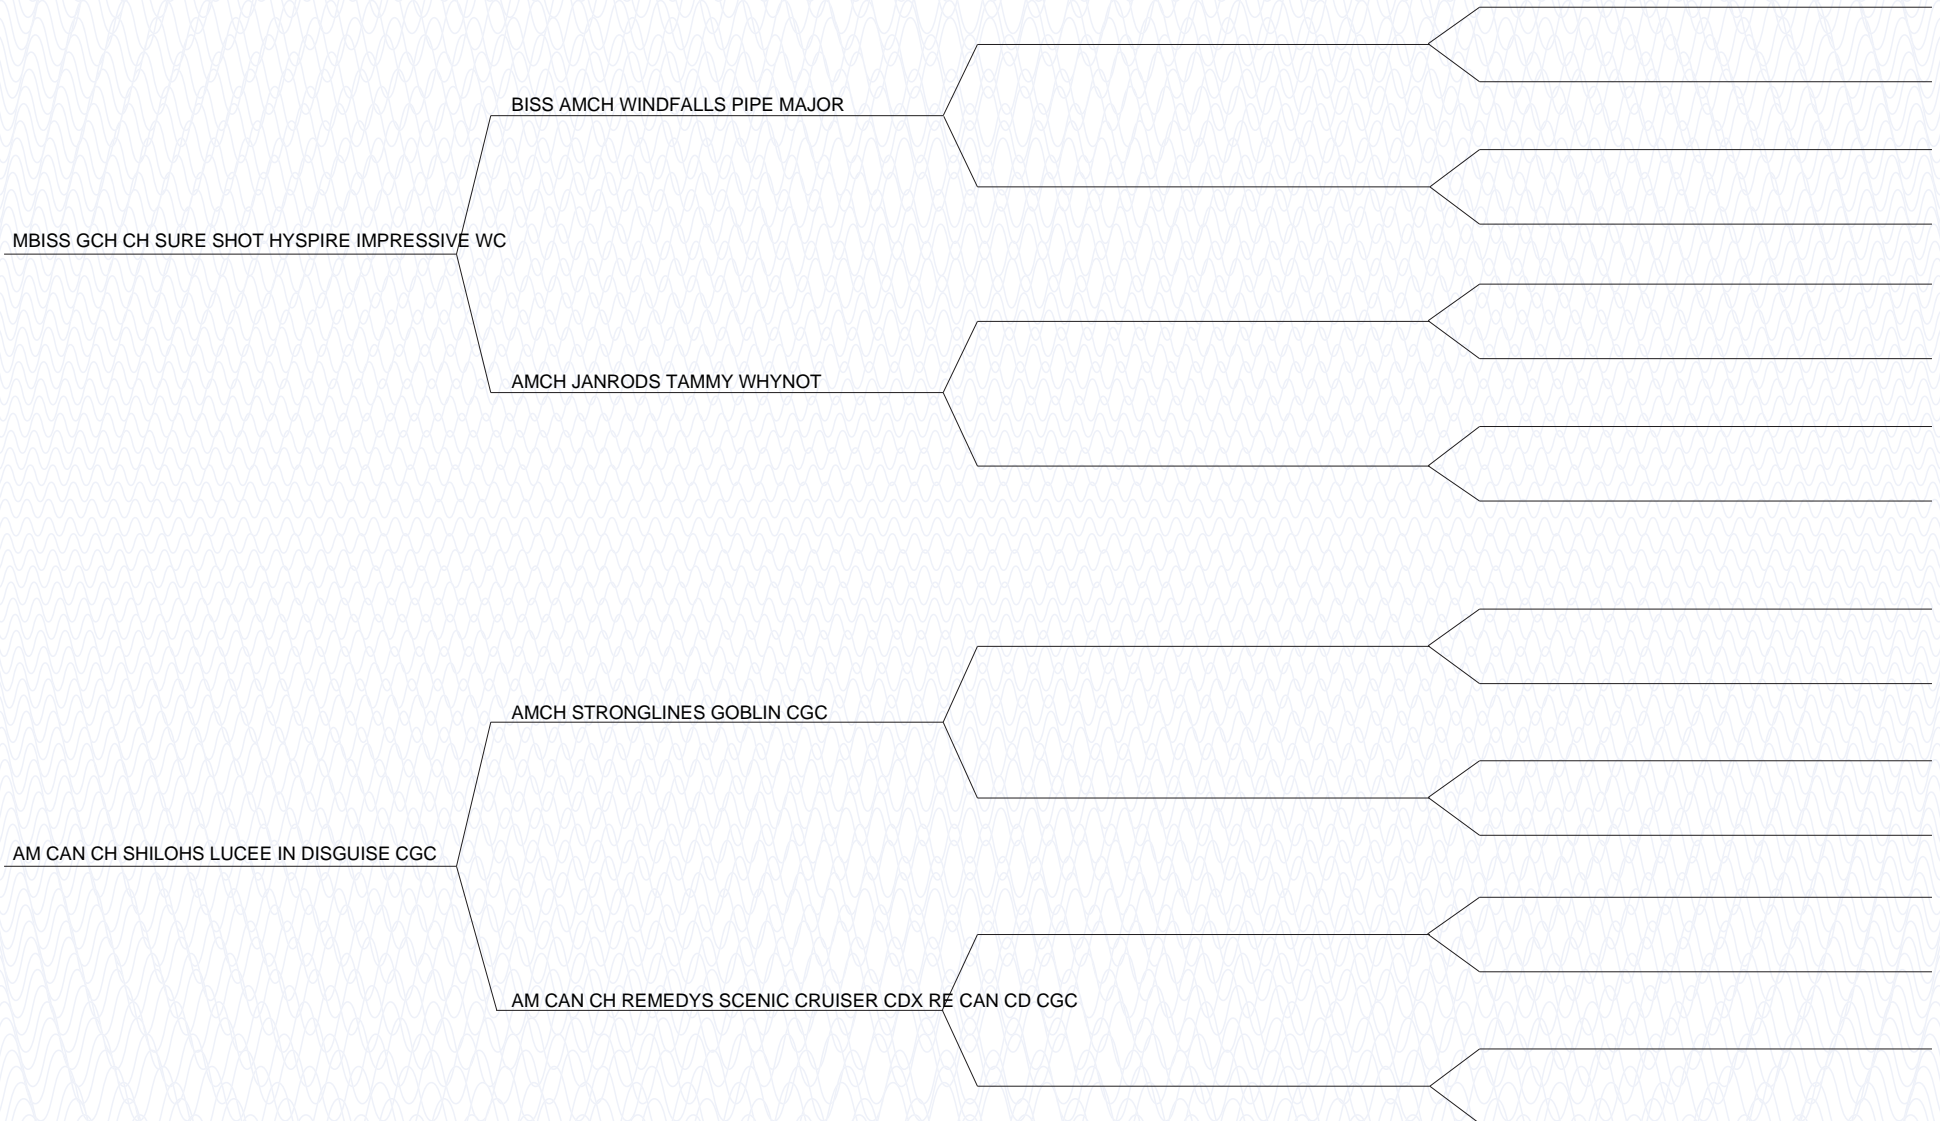 BISS AMCH WINDFALLS PIPE MAJOR
MBISS GCH CH SURE SHOT HYSPIRE IMPRESSIVE WC
AMCH JANRODS TAMMY WHYNOT
AMCH STRONGLINES GOBLIN CGC
AM CAN CH SHILOHS LUCEE IN DISGUISE CGC
AM CAN CH REMEDYS SCENIC CRUISER CDX RE CAN CD CGC